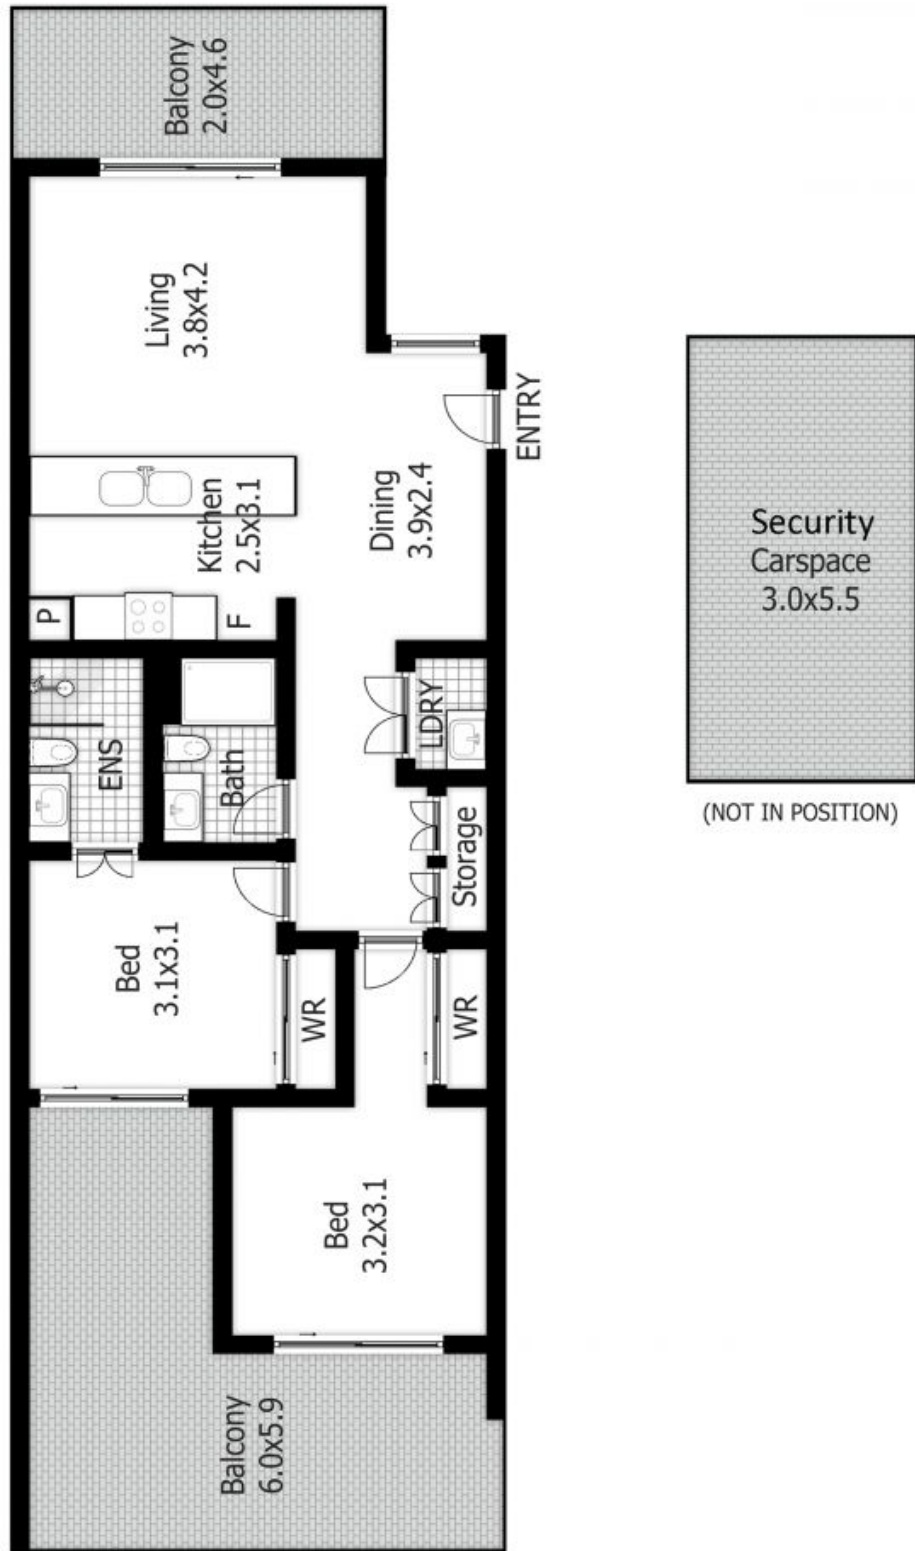 Balcony
2.0x4.6
Living
3.8x4.2
ENTRY
Kitchen
2.5x3.1
Dining
3.9x2.4
P
F
Security
Carspace
3.0x5.5
(NOT IN POSITION)
ENS
Bath
LDRY
Storage
Bed
3.1x3.1
WR
WR
Bed
3.2x3.1
Balcony
6.0x5.9